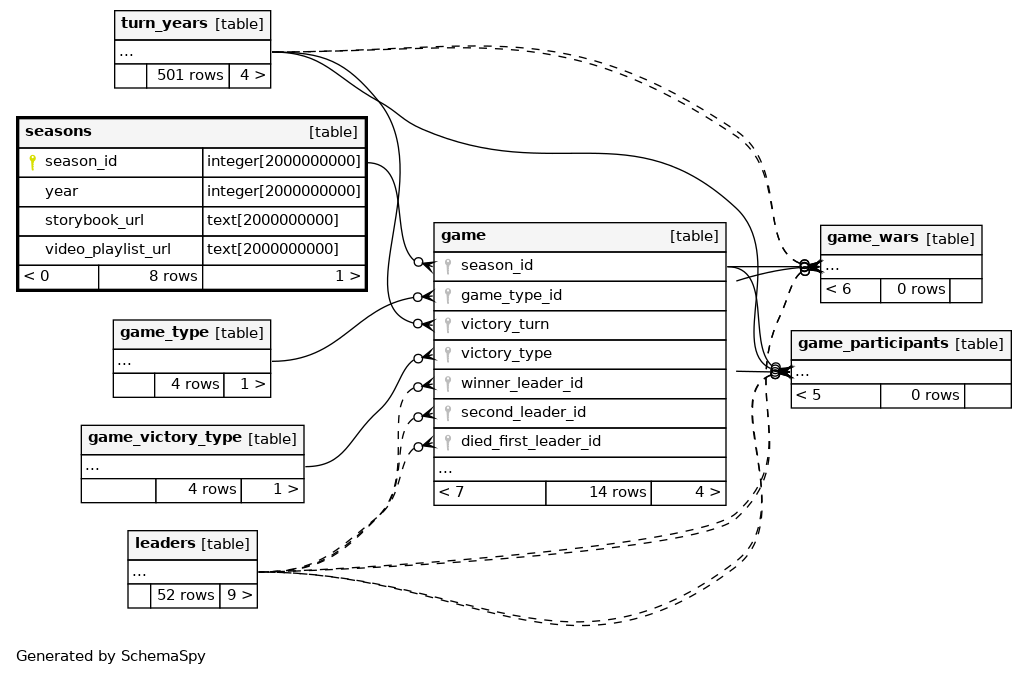 turn_years [table]
...
501 rows 4 >
seasons [table]
season_id integer[2000000000]
year integer[2000000000]
storybook_url text[2000000000]
video_playlist_url text[2000000000]
< 0 8 rows 1 >
game_type [table]
...
4 rows 1 >
game_victory_type [table]
...
4 rows 1 >
leaders [table]
...
52 rows 9 >
game [table]
season_id
game_type_id
victory_turn
victory_type
winner_leader_id
second_leader_id
died_first_leader_id
...
< 7 14 rows 4 >
game_wars [table]
...
< 6 0 rows
game_participants [table]
...
< 5 0 rows
Generated by SchemaSpy